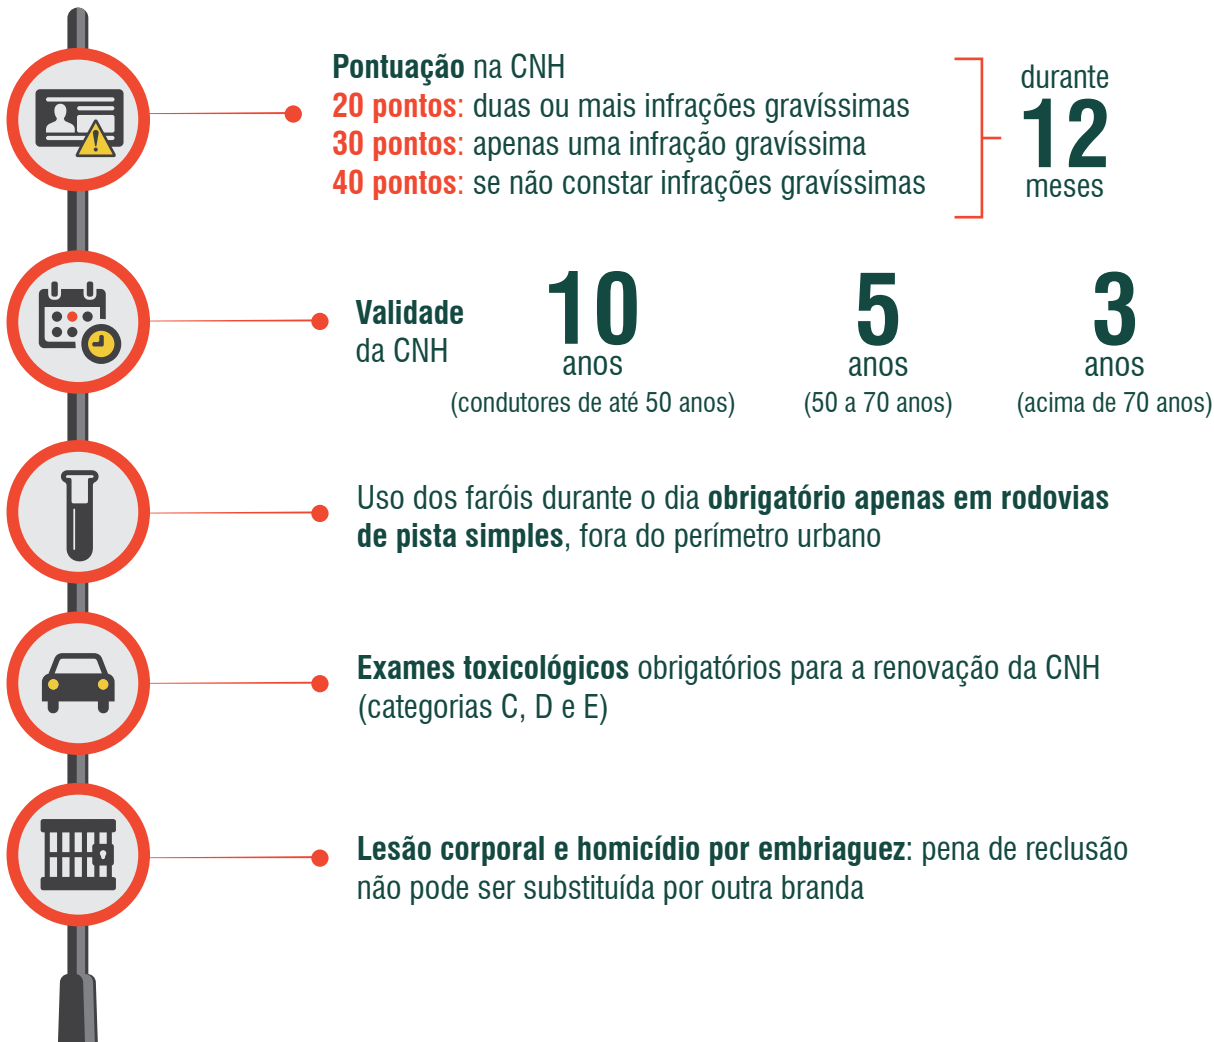 Pontuação na CNH
20 pontos: duas ou mais infrações gravíssimas
30 pontos: apenas uma infração gravíssima
40 pontos: se não constar infrações gravíssimas
durante
12
meses
Validade
da CNH
10
anos
(condutores de até 50 anos)
5
anos
(50 a 70 anos)
3
anos
(acima de 70 anos)
Uso dos faróis durante o dia obrigatório apenas em rodovias
de pista simples, fora do perímetro urbano
Exames toxicológicos obrigatórios para a renovação da CNH
(categorias C, D e E)
Lesão corporal e homicídio por embriaguez: pena de reclusão
não pode ser substituída por outra branda